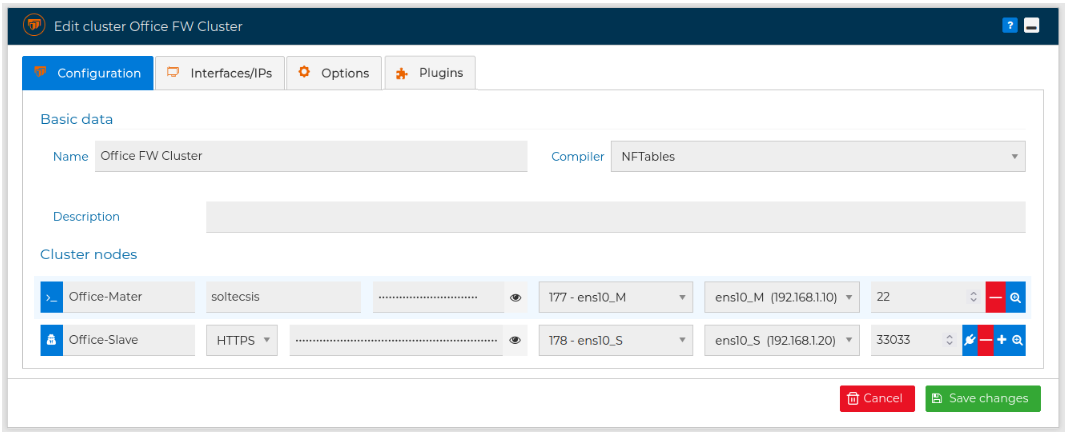 Edit cluster Office FW Cluster ?
Configuration Interfaces/IPs Options Plugins
Basic data
Name Office FW Cluster Compiler NFTables
Description
Cluster nodes
>_ Office-Mater soltecsis 177 - ens10_M ens10_M (192.168.1.10) 22
Office-Slave HTTPS 178 - ens10_S ens10_S (192.168.1.20) 33033
Cancel Save changes